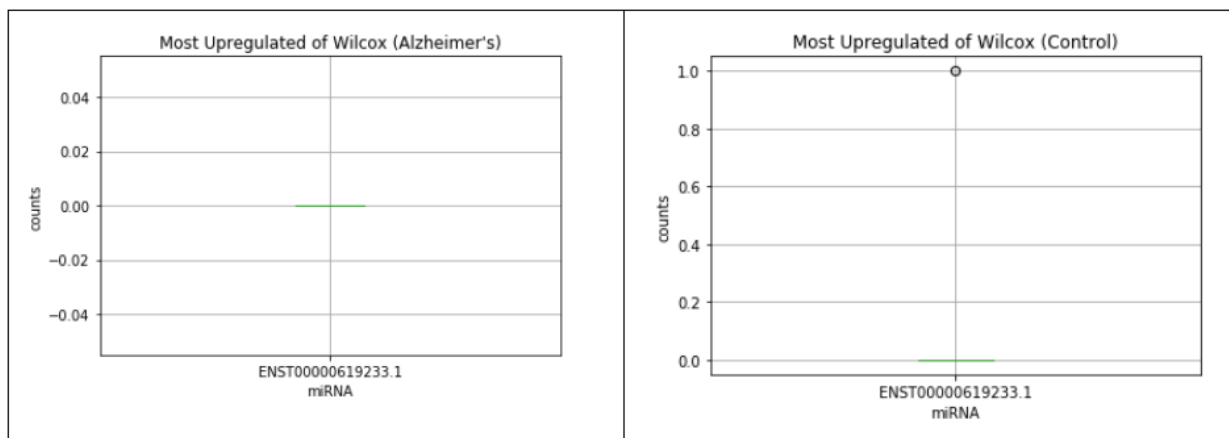 Most Upregulated of Wilcox (Alzheimer's)
0.04
0.02
0.00
−0.02
−0.04
counts
ENST00000619233.1
miRNA
Most Upregulated of Wilcox (Control)
1.0
0.8
0.6
0.4
0.2
0.0
counts
ENST00000619233.1
miRNA